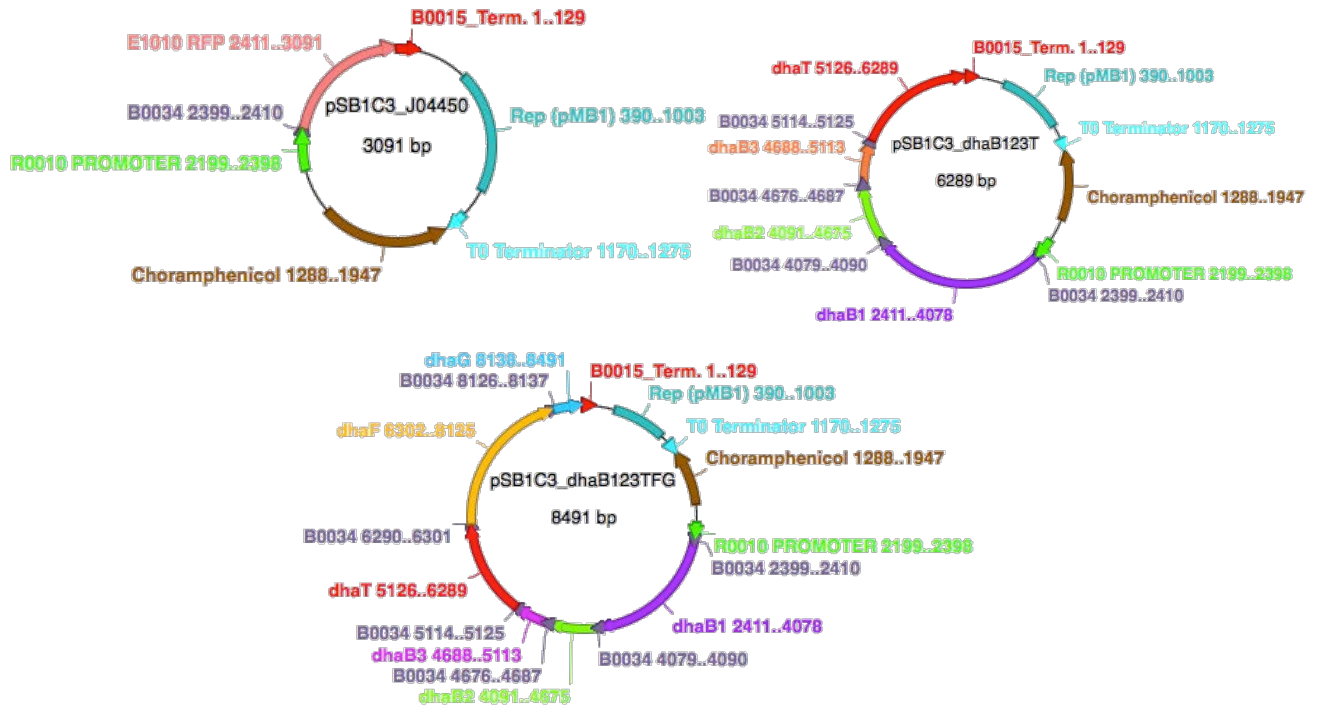 B0015_Term. 1..129
E1010 RFP 2411..3091
pSB1C3_J04450
B0034 2399..2410
Rep (pMB1) 390..1003
3091 bp
R0010 PROMOTER 2199..2398
T0 Terminator 1170..1275
Choramphenicol 1288..1947
B0015_Term. 1..129
dhaT 5126..6289
Rep (pMB1) 390..1003
B0034 5114..5125
T0 Terminator 1170..1275
pSB1C3_dhaB123T
dhaB3 4688..5113
6289 bp
B0034 4676..4687
Choramphenicol 1288..1947
dhaB2 4091..4675
B0034 4079..4090
R0010 PROMOTER 2199..2398
B0034 2399..2410
dhaB1 2411..4078
dhaG 8138..8491
B0015_Term. 1..129
B0034 8126..8137
Rep (pMB1) 390..1003
dhaF 6302..8125
T0 Terminator 1170..1275
Choramphenicol 1288..1947
pSB1C3_dhaB123TFG
8491 bp
B0034 6290..6301
R0010 PROMOTER 2199..2398
B0034 2399..2410
dhaT 5126..6289
dhaB1 2411..4078
B0034 5114..5125
dhaB3 4688..5113
B0034 4079..4090
B0034 4676..4687
dhaB2 4091..4675